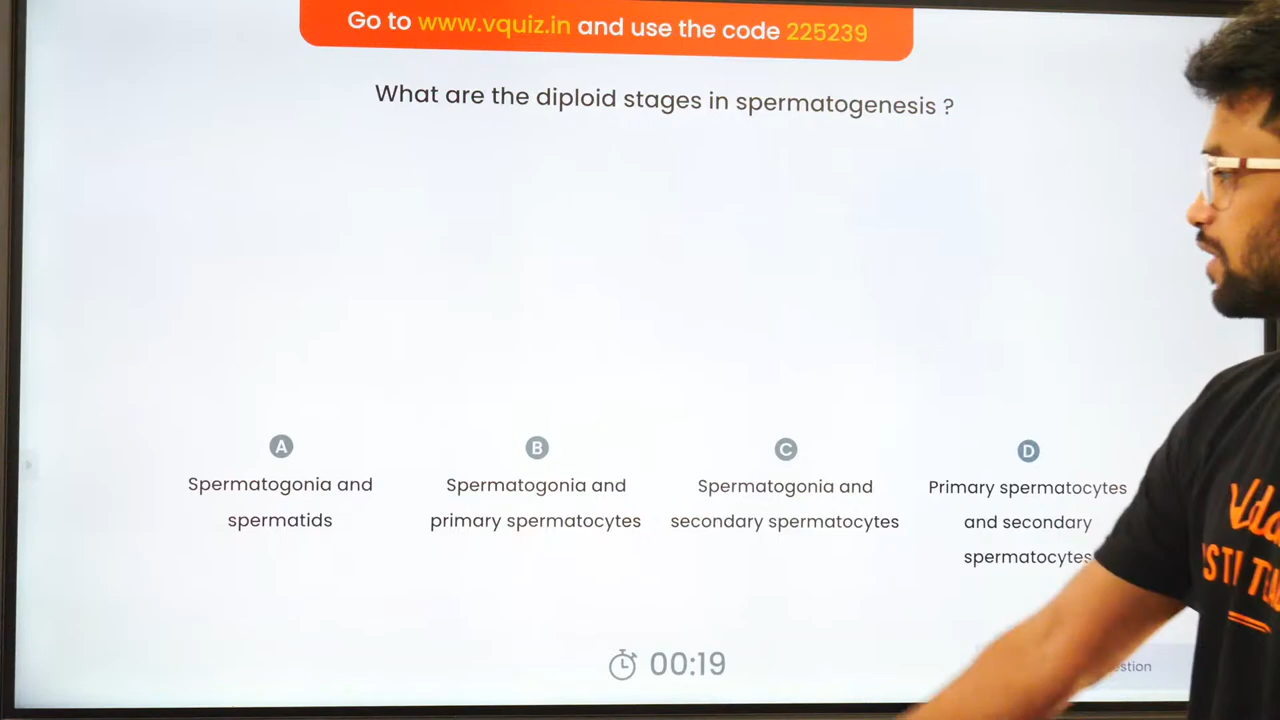 Go to www.vquiz.in and use the code 225239
What are the diploid stages in spermatogenesis ?
A
Spermatogonia and
spermatids
B
Spermatogonia and
primary spermatocytes
C
Spermatogonia and
secondary spermatocytes
D
Primary spermatocytes
and secondary
spermatocytes
00:19